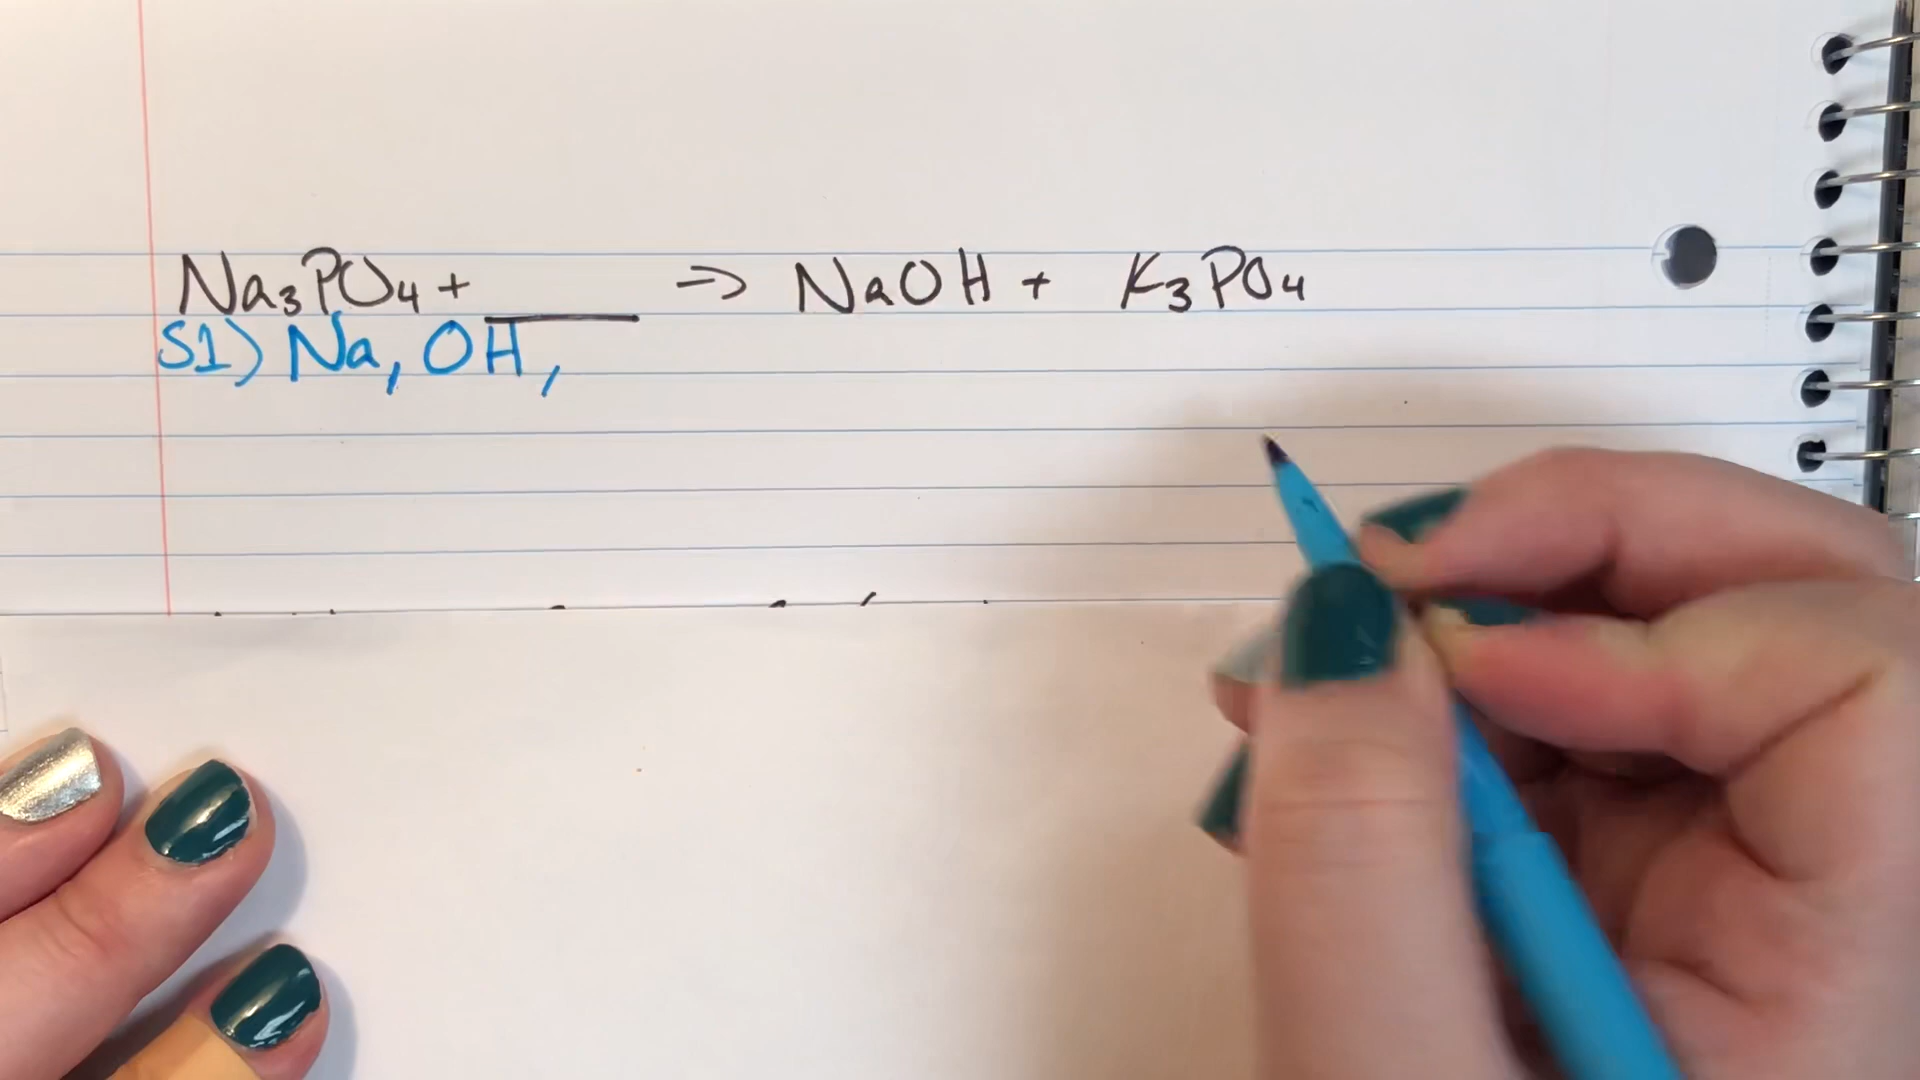 Na₃PO₄ + ____ → NaOH + K₃PO₄
S1) Na, OH,